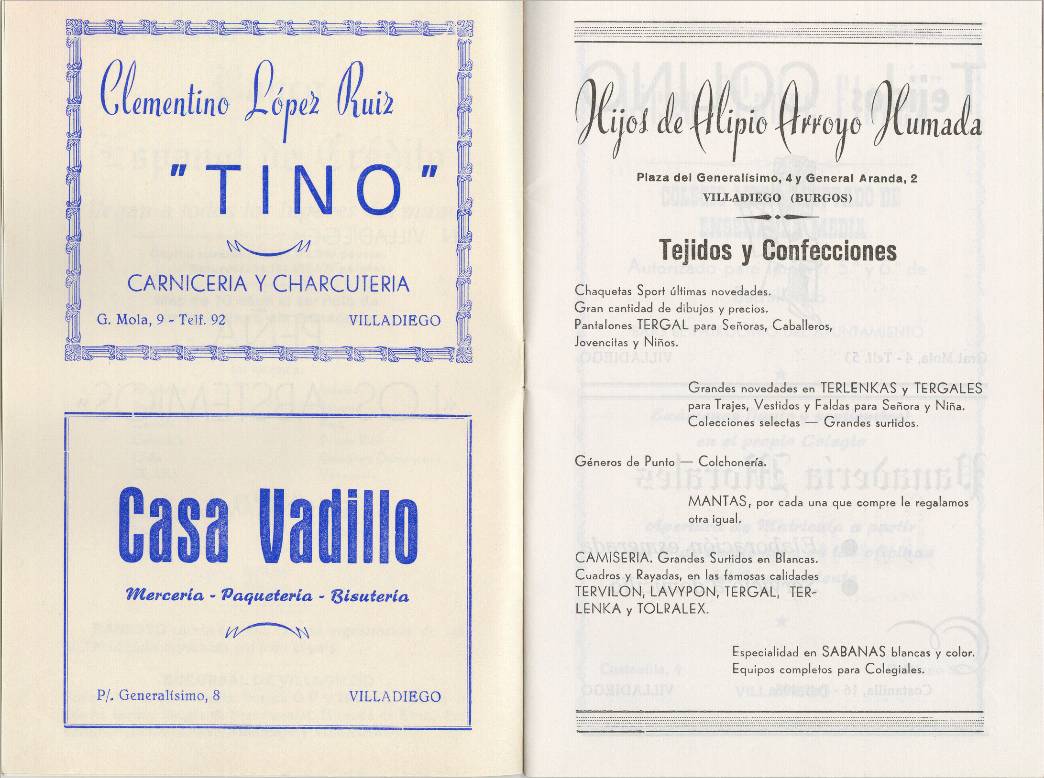 Clementino López Ruiz
"TINO"
CARNICERIA Y CHARCUTERIA
G. Mola, 9 - Telf. 92 VILLADIEGO
Casa Vadillo
Mercería - Paquetería - Bisutería
P/. Generalísimo, 8 VILLADIEGO
Hijos de Alipio Arroyo Humada
Plaza del Generalísimo, 4 y General Aranda, 2
VILLADIEGO (BURGOS)
Tejidos y Confecciones
Chaquetas Sport últimas novedades.
Gran cantidad de dibujos y precios.
Pantalones TERGAL para Señoras, Caballeros,
Jovencitas y Niños.
Grandes novedades en TERLENKAS y TERGALES
para Trajes, Vestidos y Faldas para Señora y Niña.
Colecciones selectas — Grandes surtidos.
Géneros de Punto — Colchonería.
MANTAS, por cada una que compre le regalamos
otra igual.
CAMISERIA. Grandes Surtidos en Blancas.
Cuadros y Rayadas, en las famosas calidades
TERVILON, LAVYPON, TERGAL, TER-
LENKA y TOLRALEX.
Especialidad en SABANAS blancas y color.
Equipos completos para Colegiales.